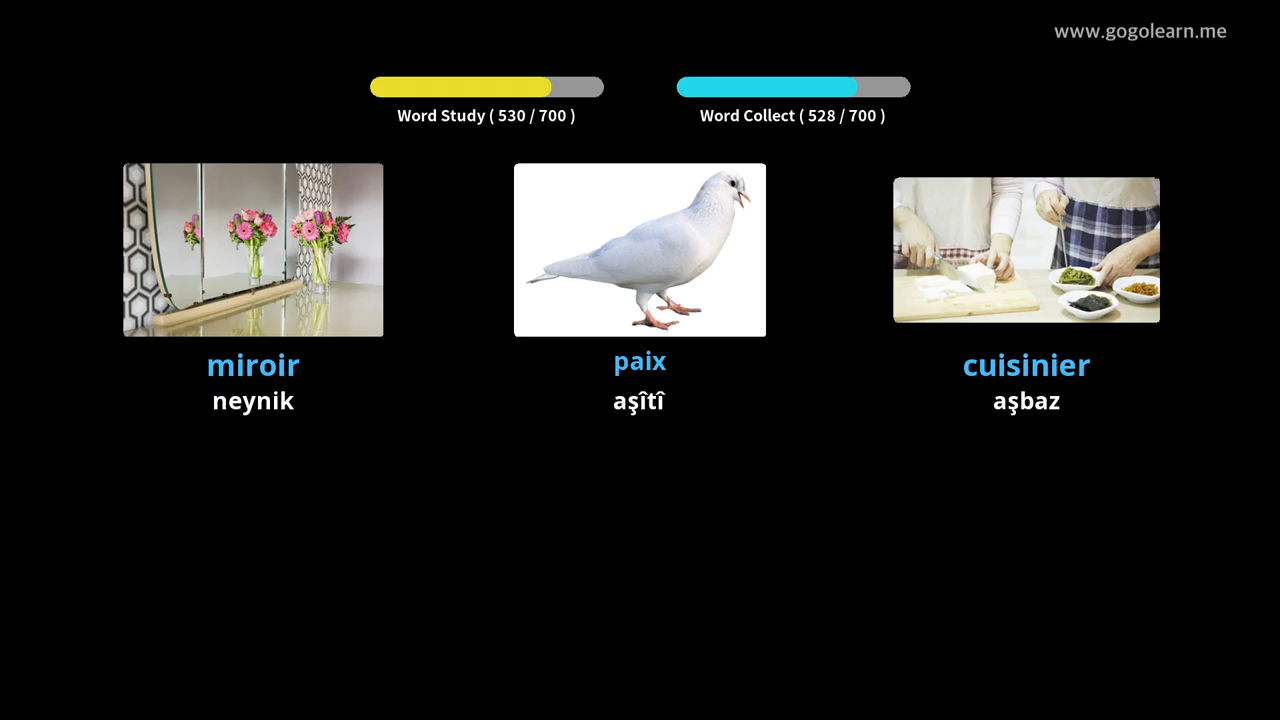 www.gogolearn.me
Word Study ( 530 / 700 )
Word Collect ( 528 / 700 )
miroir
neynik
paix
aşîtî
cuisinier
aşbaz